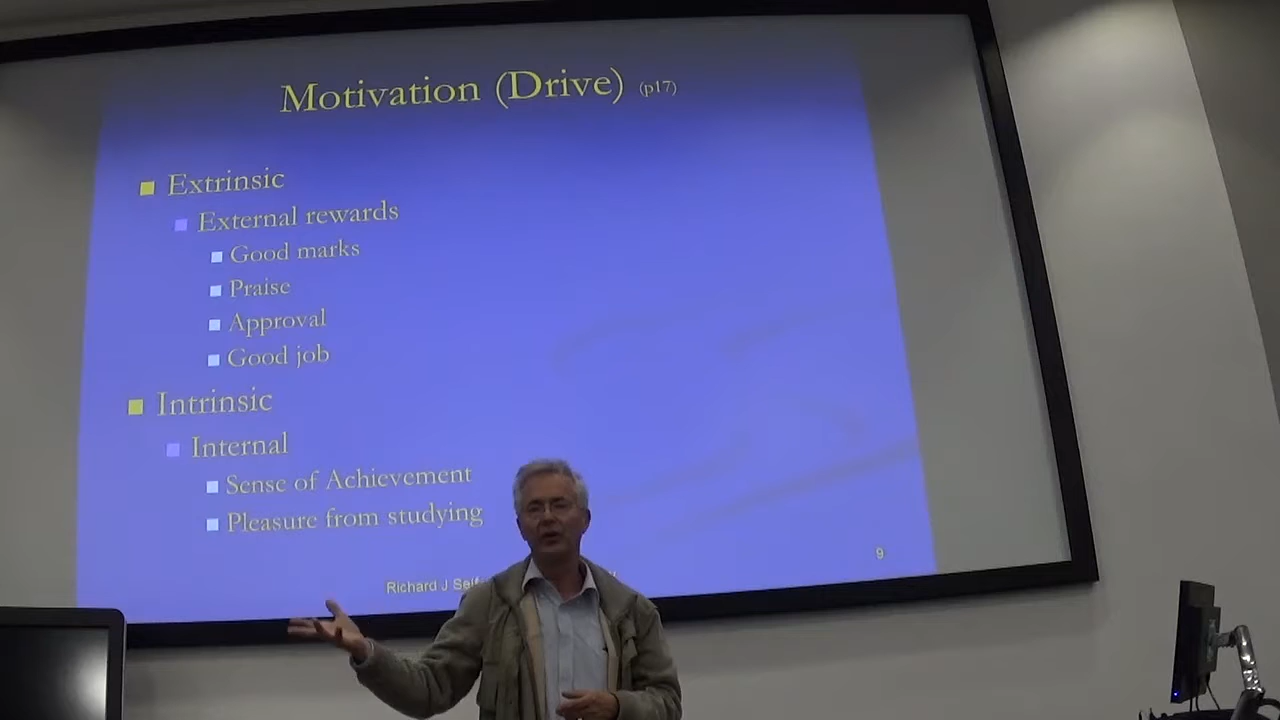 Motivation (Drive) (p17)
Extrinsic
External rewards
Good marks
Praise
Approval
Good job
Intrinsic
Internal
Sense of Achievement
Pleasure from studying
9
Richard J